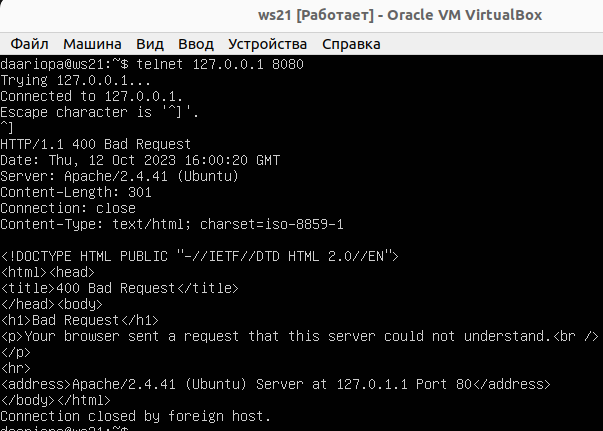 ws21 [Работает] - Oracle VM VirtualBox
Файл Машина Вид Ввод Устройства Справка
daariopa@ws21:~$ telnet 127.0.0.1 8080
Trying 127.0.0.1...
Connected to 127.0.0.1.
Escape character is '^]'.
^]
HTTP/1.1 400 Bad Request
Date: Thu, 12 Oct 2023 16:00:20 GMT
Server: Apache/2.4.41 (Ubuntu)
Content-Length: 301
Connection: close
Content-Type: text/html; charset=iso-8859-1

<!DOCTYPE HTML PUBLIC "-//IETF//DTD HTML 2.0//EN">
<html><head>
<title>400 Bad Request</title>
</head><body>
<h1>Bad Request</h1>
<p>Your browser sent a request that this server could not understand.<br />
</p>
<hr>
<address>Apache/2.4.41 (Ubuntu) Server at 127.0.1.1 Port 80</address>
</body></html>
Connection closed by foreign host.